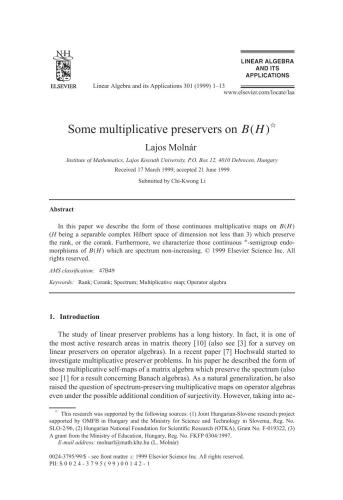 NH
ELSEVIER
LINEAR ALGEBRA
AND ITS
APPLICATIONS
Linear Algebra and its Applications 301 (1999) 1–13
www.elsevier.com/locate/laa
Some multiplicative preservers on B(H)☆
Lajos Molnár
Institute of Mathematics, Lajos Kossuth University, P.O. Box 12, 4010 Debrecen, Hungary
Received 17 March 1999; accepted 21 June 1999
Submitted by Chi-Kwong Li
Abstract
In this paper we describe the form of those continuous multiplicative maps on B(H)
(H being a separable complex Hilbert space of dimension not less than 3) which preserve
the rank, or the corank. Furthermore, we characterize those continuous *-semigroup endo-
morphisms of B(H) which are spectrum non-increasing. © 1999 Elsevier Science Inc. All
rights reserved.
AMS classification: 47B49
Keywords: Rank; Corank; Spectrum; Multiplicative map; Operator algebra
1. Introduction
The study of linear preserver problems has a long history. In fact, it is one of
the most active research areas in matrix theory [10] (also see [3] for a survey on
linear preservers on operator algebras). In a recent paper [7] Hochwald started to
investigate multiplicative preserver problems. In his paper he described the form of
those multiplicative self-maps of a matrix algebra which preserve the spectrum (also
see [1] for a result concerning Banach algebras). As a natural generalization, he also
raised the question of spectrum-preserving multiplicative maps on operator algebras
even under the possible additional condition of surjectivity. However, taking into ac-
☆ This research was supported by the following sources: (1) Joint Hungarian-Slovene research project
supported by OMFB in Hungary and the Ministry for Science and Technology in Slovenia, Reg. No.
SLO-2/96, (2) Hungarian National Foundation for Scientific Research (OTKA), Grant No. F-019322, (3)
A grant from the Ministry of Education, Hungary, Reg. No. FKFP 0304/1997.
E-mail address: molnarl@math.klte.hu (L. Molnár)
0024-3795/99/$ - see front matter © 1999 Elsevier Science Inc. All rights reserved.
PII: S 0 0 2 4 - 3 7 9 5 ( 9 9 ) 0 0 1 4 2 - 1